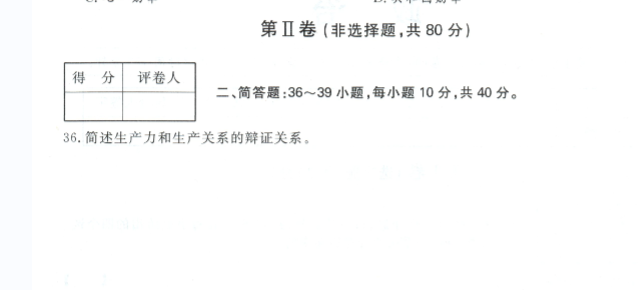 第Ⅱ卷(非选择题,共80分)
得 分 评卷人
二、简答题:36～39小题,每小题10分,共40分。
36.简述生产力和生产关系的辩证关系。